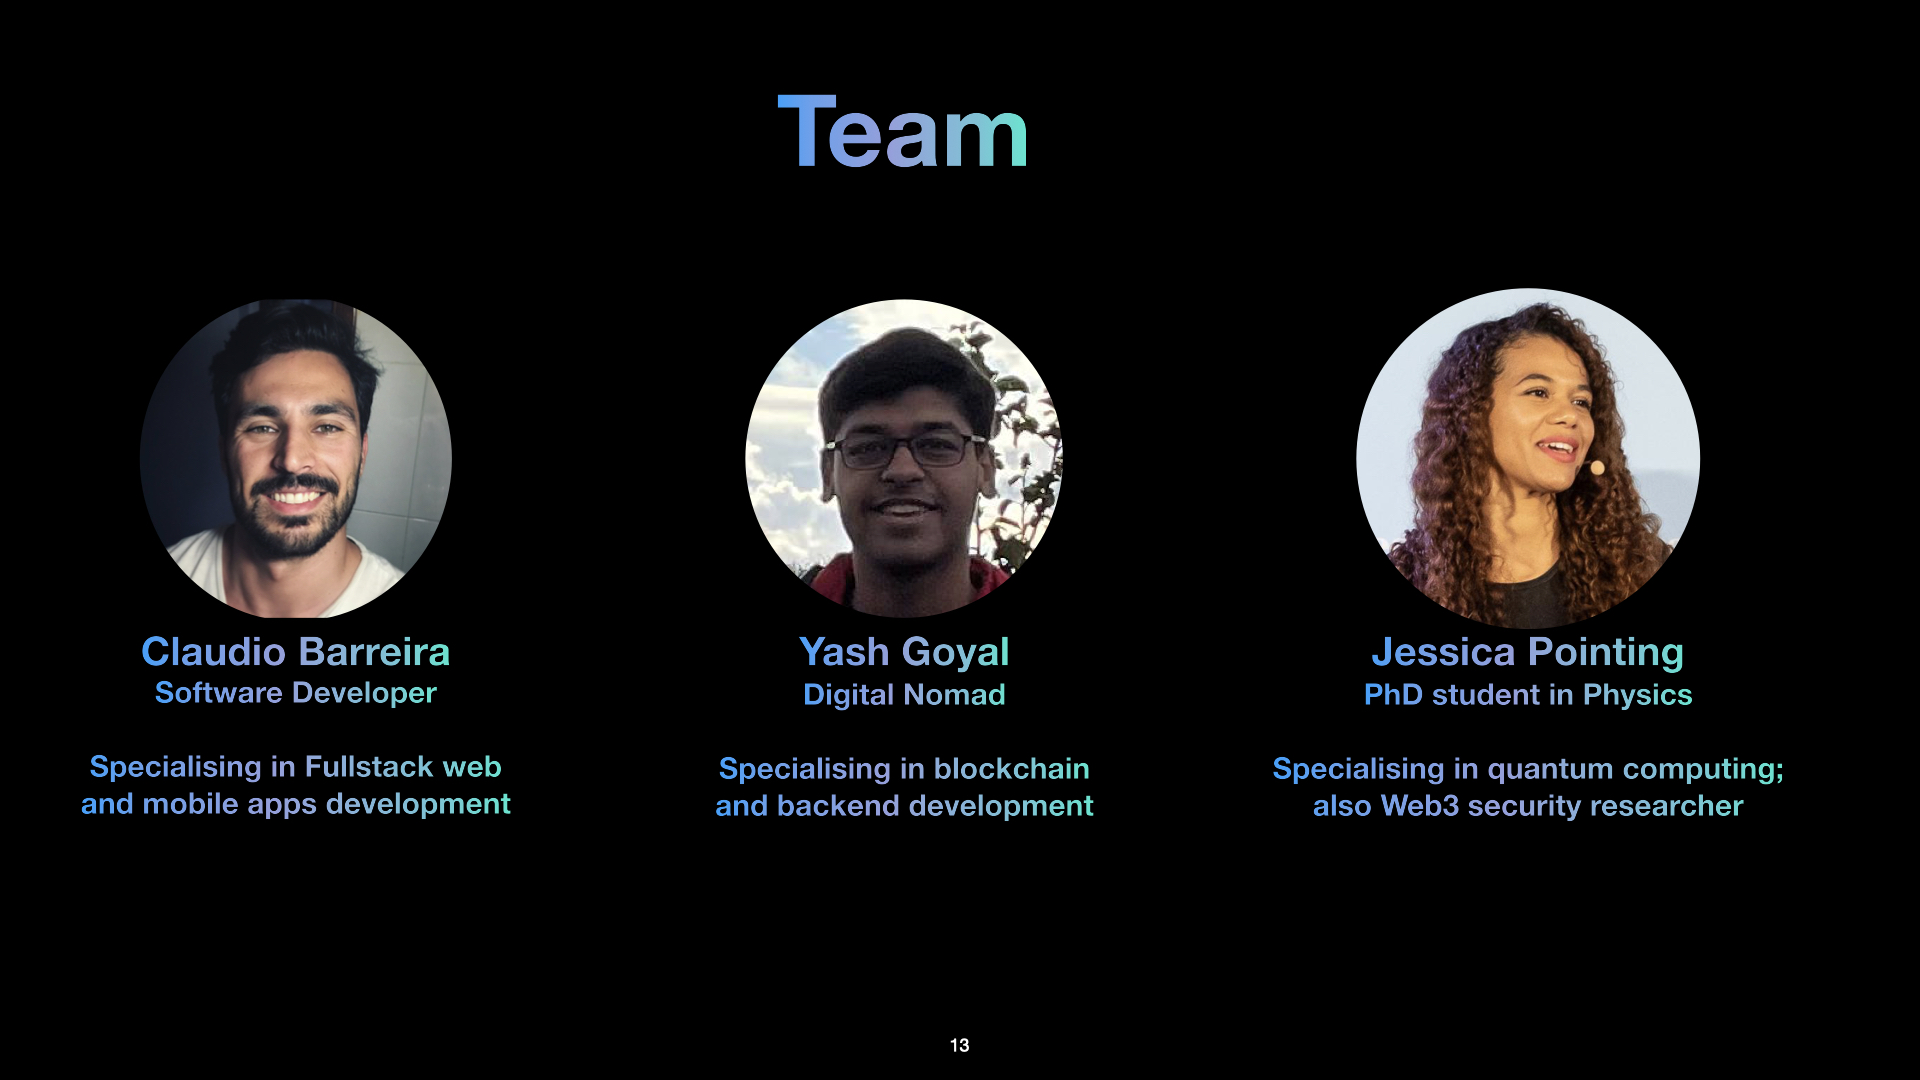 Team
Claudio Barreira
Software Developer
Specialising in Fullstack web
and mobile apps development
Yash Goyal
Digital Nomad
Specialising in blockchain
and backend development
Jessica Pointing
PhD student in Physics
Specialising in quantum computing;
also Web3 security researcher
13